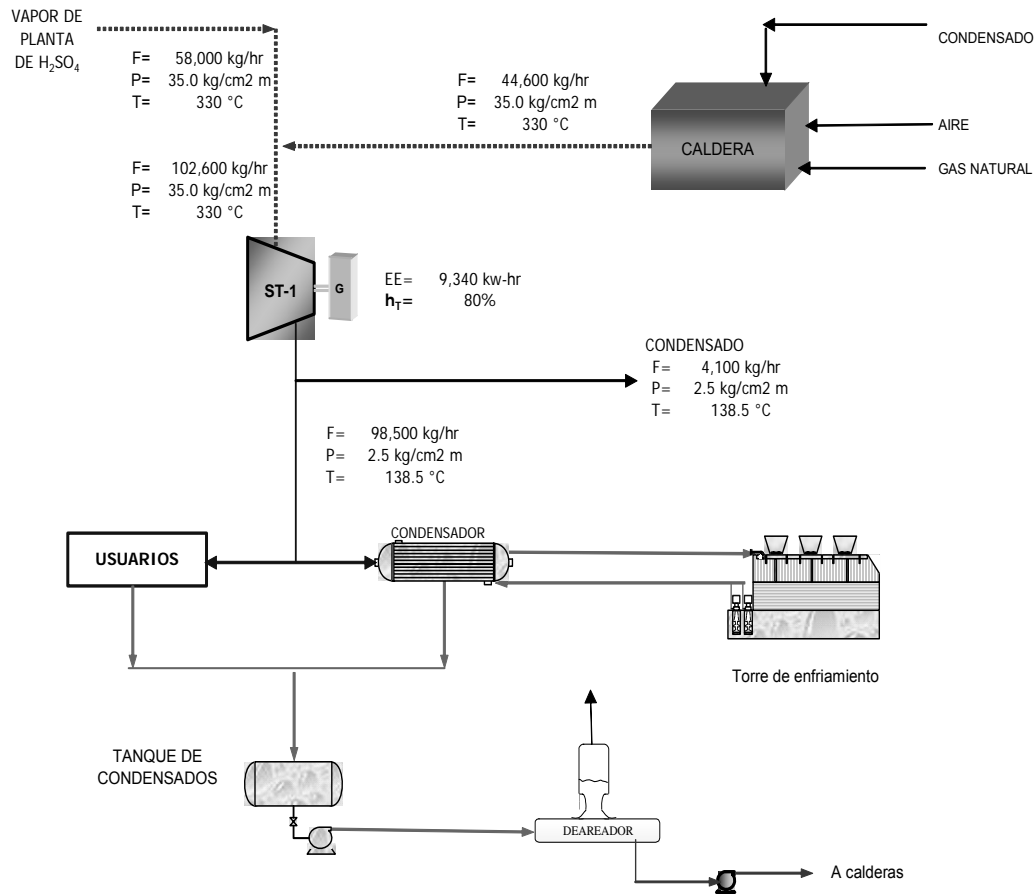 VAPOR DE
PLANTA
DE H₂SO₄
F= 58,000 kg/hr
P= 35.0 kg/cm2 m
T= 330 °C
F= 44,600 kg/hr
P= 35.0 kg/cm2 m
T= 330 °C
CONDENSADO
AIRE
GAS NATURAL
CALDERA
F= 102,600 kg/hr
P= 35.0 kg/cm2 m
T= 330 °C
ST-1
G
EE= 9,340 kw-hr
hT= 80%
CONDENSADO
F= 4,100 kg/hr
P= 2.5 kg/cm2 m
T= 138.5 °C
F= 98,500 kg/hr
P= 2.5 kg/cm2 m
T= 138.5 °C
USUARIOS
CONDENSADOR
Torre de enfriamiento
TANQUE DE
CONDENSADOS
DEAREADOR
A calderas